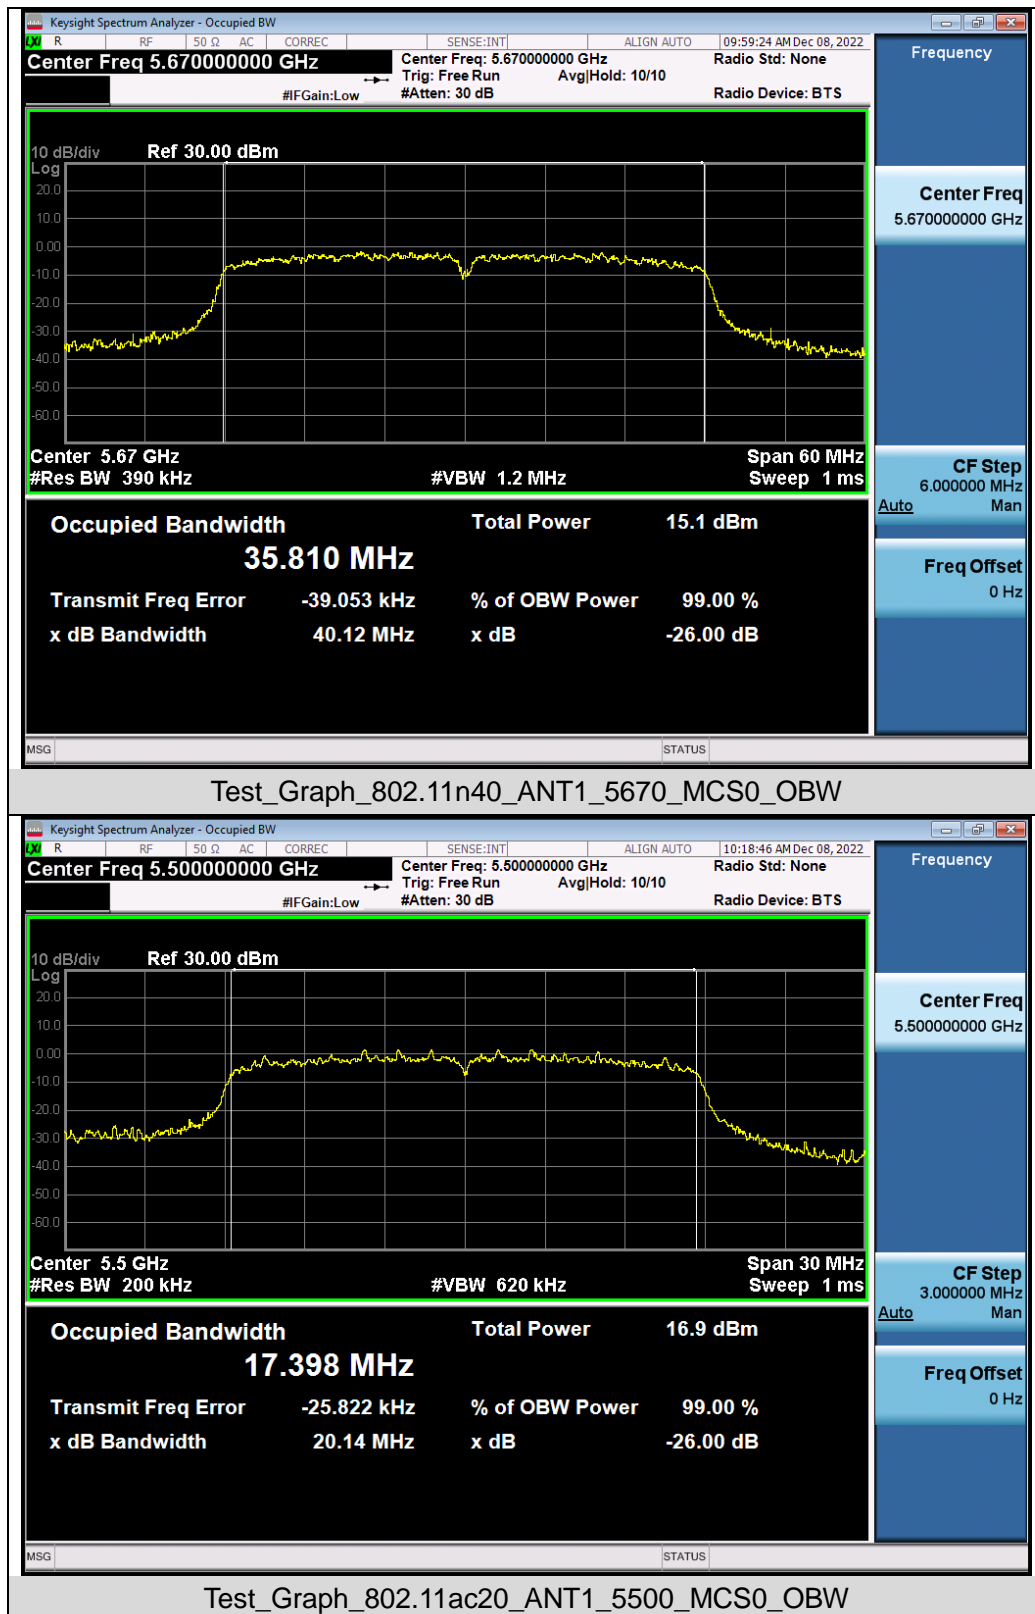 Keysight Spectrum Analyzer - Occupied BW
LXI R RF 50 Ω AC CORREC SENSE:INT ALIGN AUTO 09:59:24 AM Dec 08, 2022
Center Freq 5.670000000 GHz
Center Freq: 5.670000000 GHz Radio Std: None
Trig: Free Run Avg|Hold: 10/10
#IFGain:Low #Atten: 30 dB Radio Device: BTS
Frequency
10 dB/div Ref 30.00 dBm
Log
20.0
10.0
0.00
-10.0
-20.0
-30.0
-40.0
-50.0
-60.0
Center Freq
5.670000000 GHz
Center 5.67 GHz Span 60 MHz
#Res BW 390 kHz #VBW 1.2 MHz Sweep 1 ms
CF Step
6.000000 MHz
Auto Man
Occupied Bandwidth Total Power 15.1 dBm
35.810 MHz
Freq Offset
0 Hz
Transmit Freq Error -39.053 kHz % of OBW Power 99.00 %
x dB Bandwidth 40.12 MHz x dB -26.00 dB
MSG STATUS
Test_Graph_802.11n40_ANT1_5670_MCS0_OBW
Keysight Spectrum Analyzer - Occupied BW
LXI R RF 50 Ω AC CORREC SENSE:INT ALIGN AUTO 10:18:46 AM Dec 08, 2022
Center Freq 5.500000000 GHz
Center Freq: 5.500000000 GHz Radio Std: None
Trig: Free Run Avg|Hold: 10/10
#IFGain:Low #Atten: 30 dB Radio Device: BTS
Frequency
10 dB/div Ref 30.00 dBm
Log
20.0
10.0
0.00
-10.0
-20.0
-30.0
-40.0
-50.0
-60.0
Center Freq
5.500000000 GHz
Center 5.5 GHz Span 30 MHz
#Res BW 200 kHz #VBW 620 kHz Sweep 1 ms
CF Step
3.000000 MHz
Auto Man
Occupied Bandwidth Total Power 16.9 dBm
17.398 MHz
Freq Offset
0 Hz
Transmit Freq Error -25.822 kHz % of OBW Power 99.00 %
x dB Bandwidth 20.14 MHz x dB -26.00 dB
MSG STATUS
Test_Graph_802.11ac20_ANT1_5500_MCS0_OBW